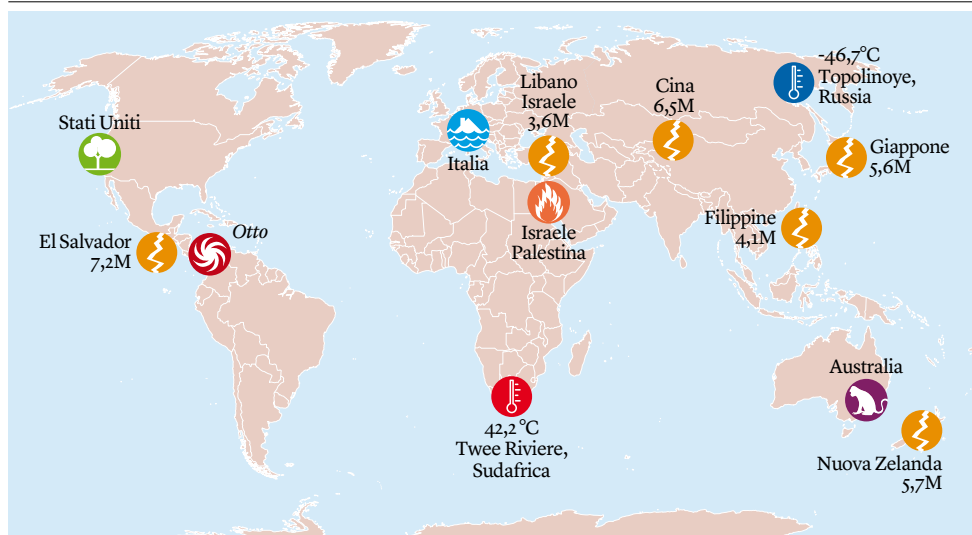 Stati Uniti
El Salvador
7,2M
Otto
Italia
Libano
Israele
3,6M
Israele
Palestina
Cina
6,5M
-46,7°C
Topolinoye,
Russia
Giappone
5,6M
Filippine
4,1M
42,2 °C
Twee Riviere,
Sudafrica
Australia
Nuova Zelanda
5,7M